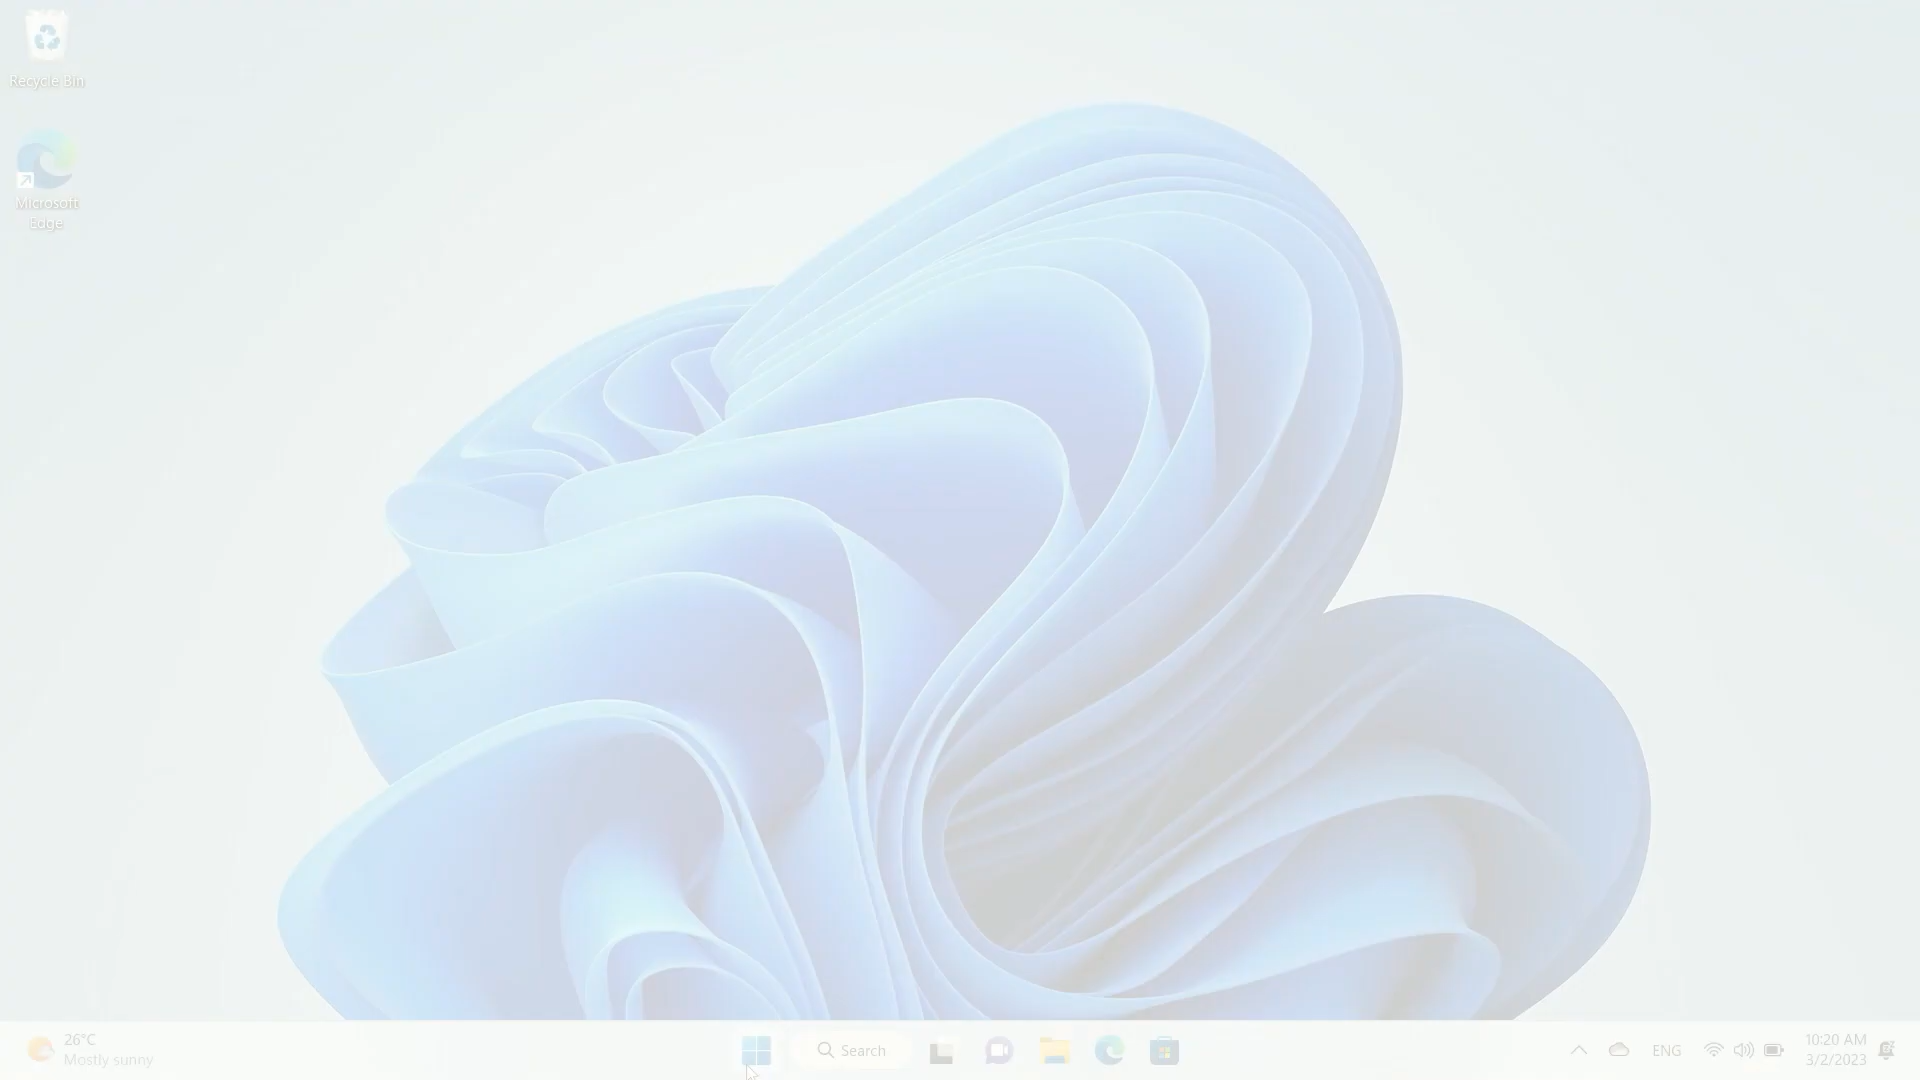 Recycle Bin
Microsoft
Edge
26°C
Mostly sunny
Search
ENG
10:20 AM
3/2/2023